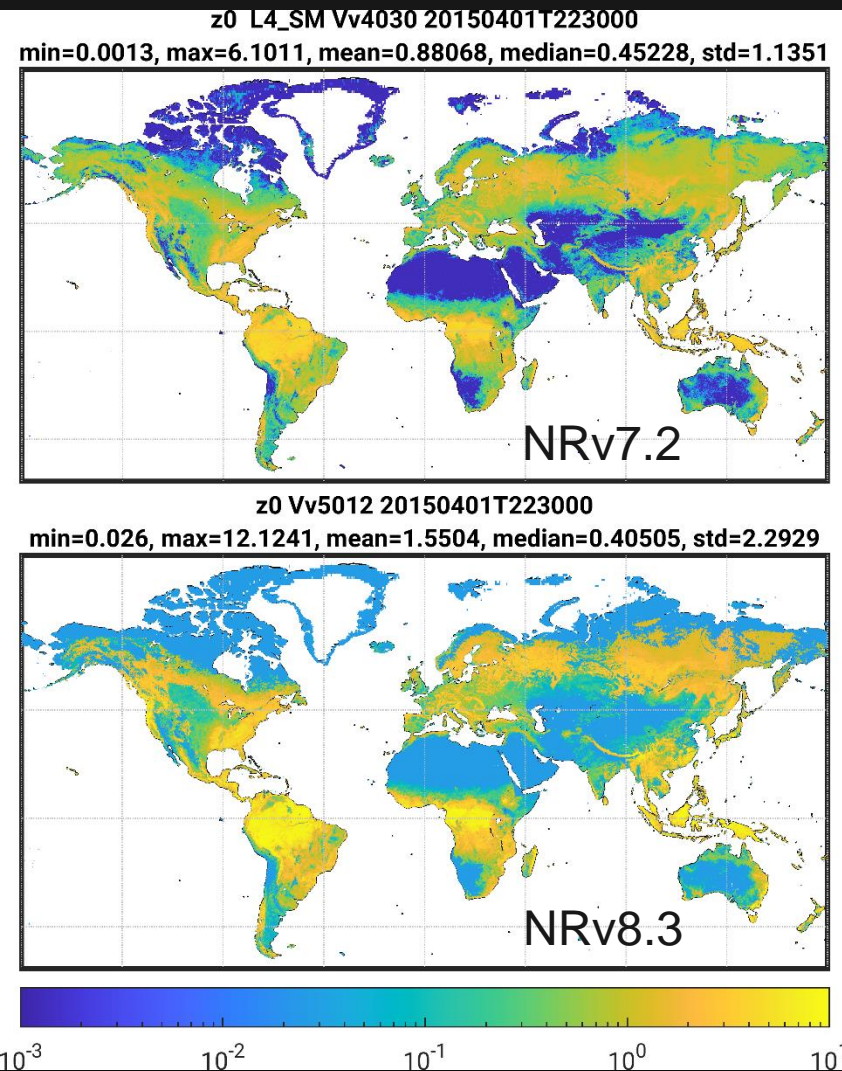 z0 L4_SM Vv4030 20150401T223000
min=0.0013, max=6.1011, mean=0.88068, median=0.45228, std=1.1351
NRv7.2
z0 Vv5012 20150401T223000
min=0.026, max=12.1241, mean=1.5504, median=0.40505, std=2.2929
NRv8.3
10⁻³ 10⁻² 10⁻¹ 10⁰ 10